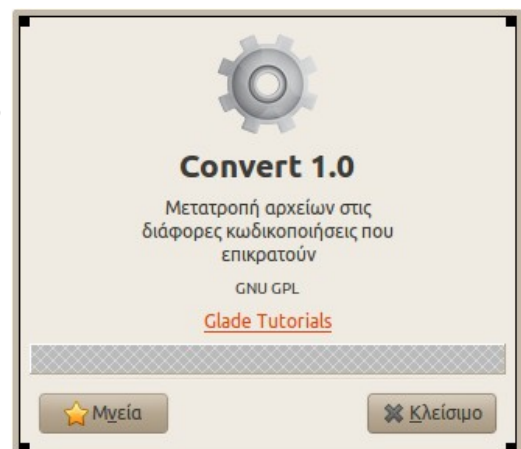 Convert 1.0
Μετατροπή αρχείων στις
διάφορες κωδικοποιήσεις που
επικρατούν
GNU GPL
Glade Tutorials
Μνεία
Κλείσιμο